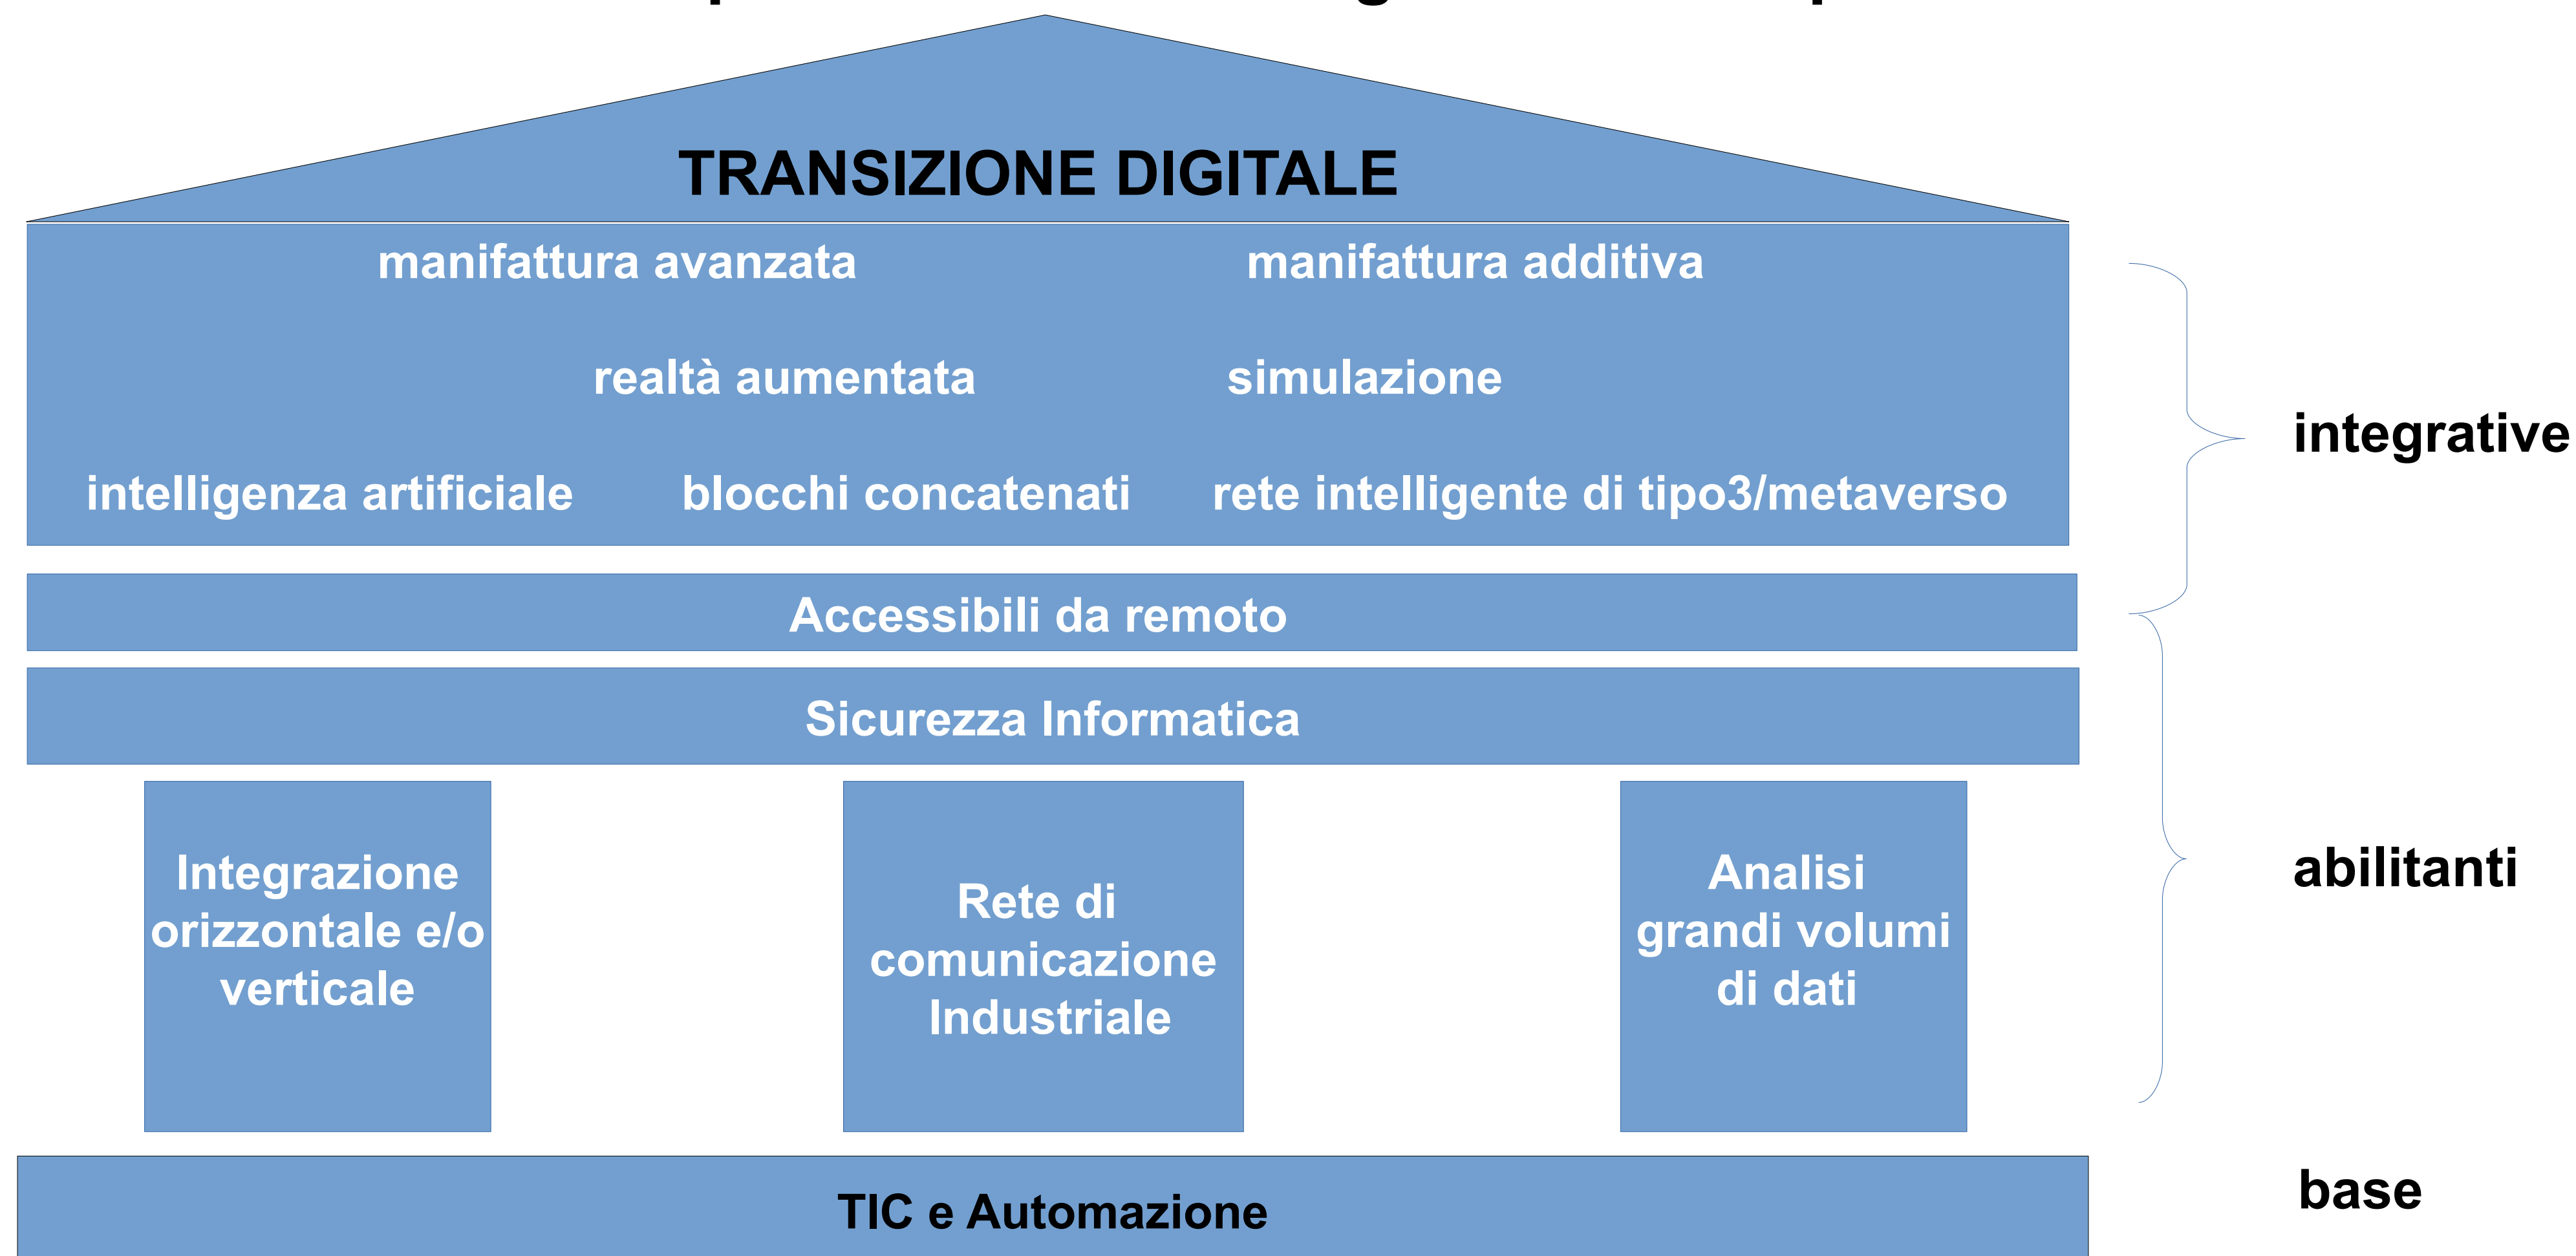 TRANSIZIONE DIGITALE
manifattura avanzata manifattura additiva
realtà aumentata simulazione
integrative
intelligenza artificiale blocchi concatenati rete intelligente di tipo3/metaverso
Accessibili da remoto
Sicurezza Informatica
Integrazione
orizzontale e/o
verticale
Rete di
comunicazione
Industriale
Analisi
grandi volumi
di dati
abilitanti
TIC e Automazione
base